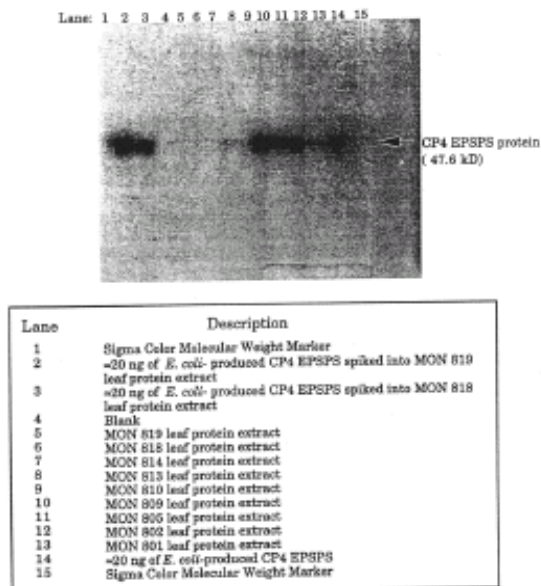 Lane: 1 2 3 4 5 6 7 8 9 10 11 12 13 14 15
CP4 EPSPS protein
( 47.6 kD)
Lane Description
1 Sigma Color Molecular Weight Marker
2 ≈20 ng of E. coli- produced CP4 EPSPS spiked into MON 819
leaf protein extract
3 ≈20 ng of E. coli- produced CP4 EPSPS spiked into MON 818
leaf protein extract
4 Blank
5 MON 819 leaf protein extract
6 MON 818 leaf protein extract
7 MON 814 leaf protein extract
8 MON 813 leaf protein extract
9 MON 810 leaf protein extract
10 MON 809 leaf protein extract
11 MON 805 leaf protein extract
12 MON 802 leaf protein extract
13 MON 801 leaf protein extract
14 ≈20 ng of E. coli-produced CP4 EPSPS
15 Sigma Color Molecular Weight Marker